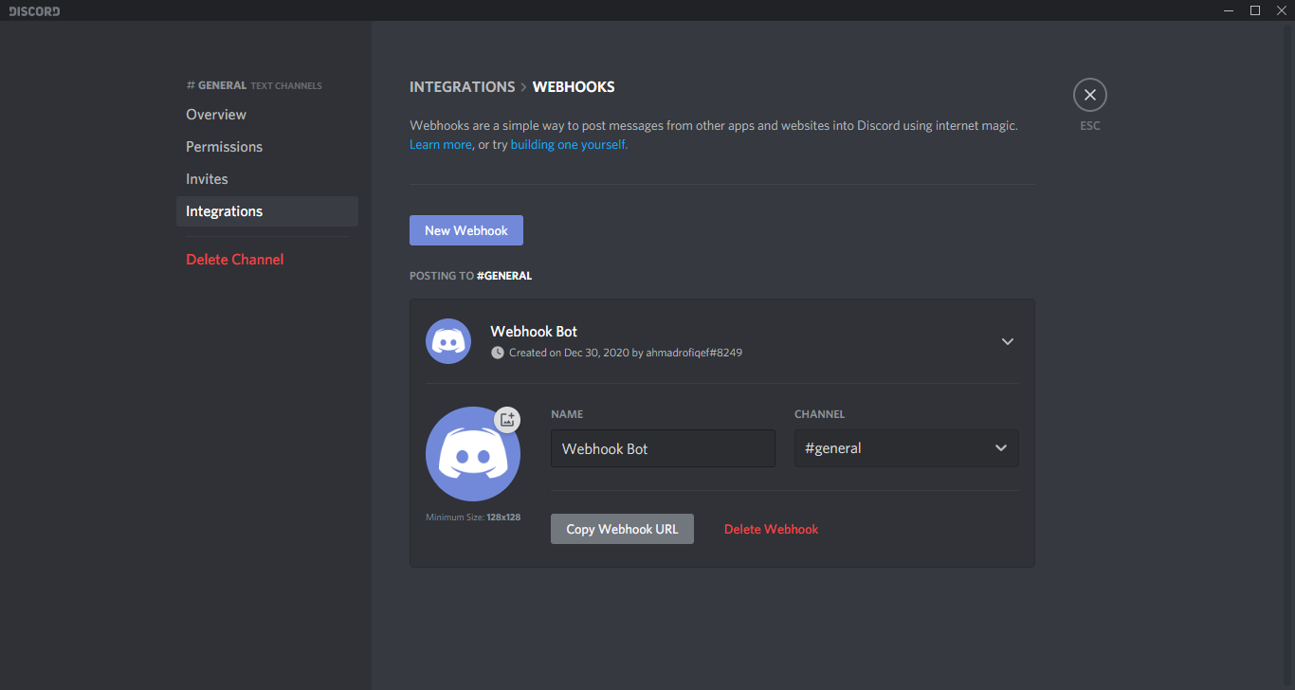 DISCORD
# GENERAL TEXT CHANNELS
Overview
Permissions
Invites
Integrations
Delete Channel
INTEGRATIONS > WEBHOOKS
Webhooks are a simple way to post messages from other apps and websites into Discord using internet magic.
Learn more, or try building one yourself.
ESC
New Webhook
POSTING TO #GENERAL
Webhook Bot
Created on Dec 30, 2020 by ahmadrofiqef#8249
NAME
CHANNEL
Webhook Bot
#general
Minimum Size: 128x128
Copy Webhook URL
Delete Webhook